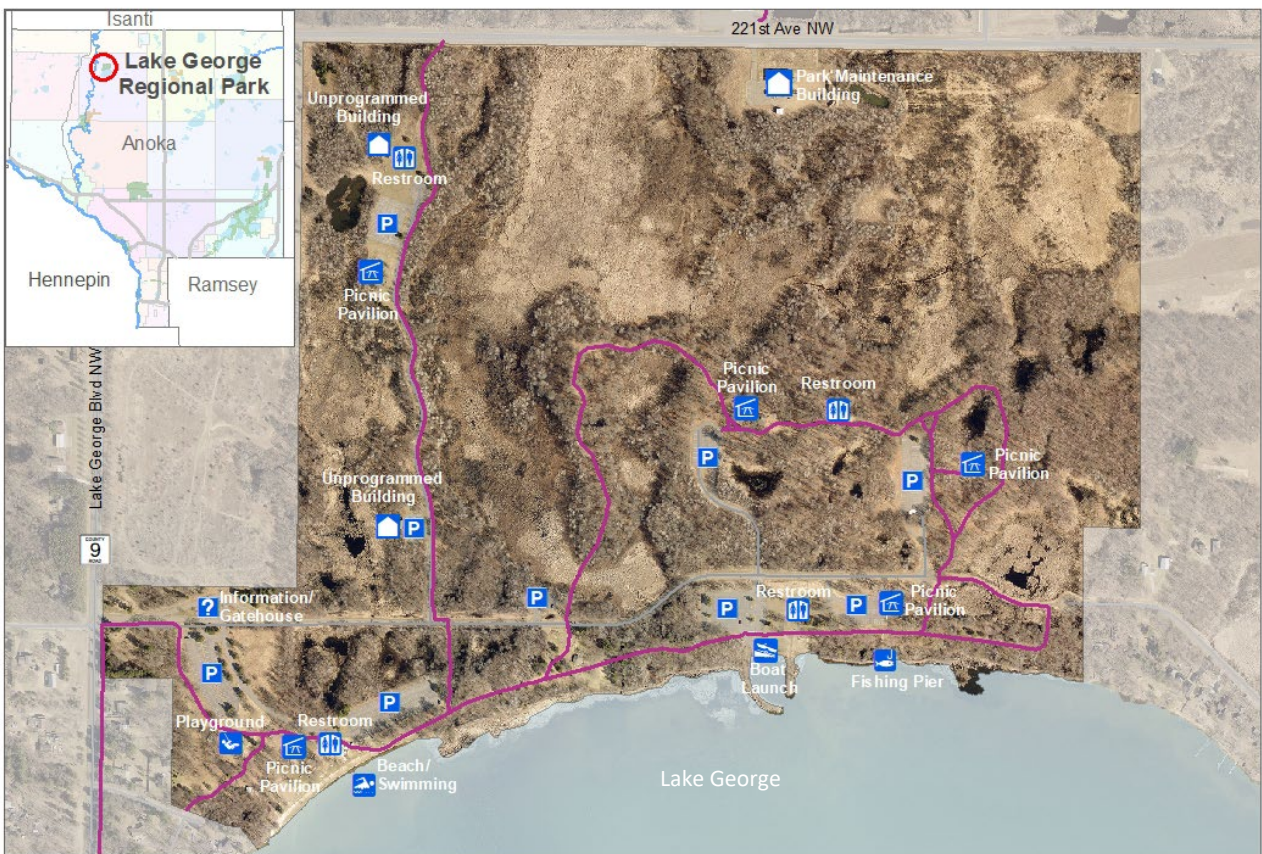 Isanti
Lake George
Regional Park
Anoka
Hennepin
Ramsey
221st Ave NW
Park Maintenance
Building
Unprogrammed
Building
Restroom
P
Picnic
Pavilion
Lake George Blvd NW
Picnic
Pavilion
Restroom
P
P
Picnic
Pavilion
Unprogrammed
Building
P
COUNTY
9
ROAD
?
Information/
Gatehouse
P
P
Restroom
P
Picnic
Pavilion
P
P
Boat
Launch
Fishing Pier
Playground
Restroom
Picnic
Pavilion
Beach/
Swimming
Lake George